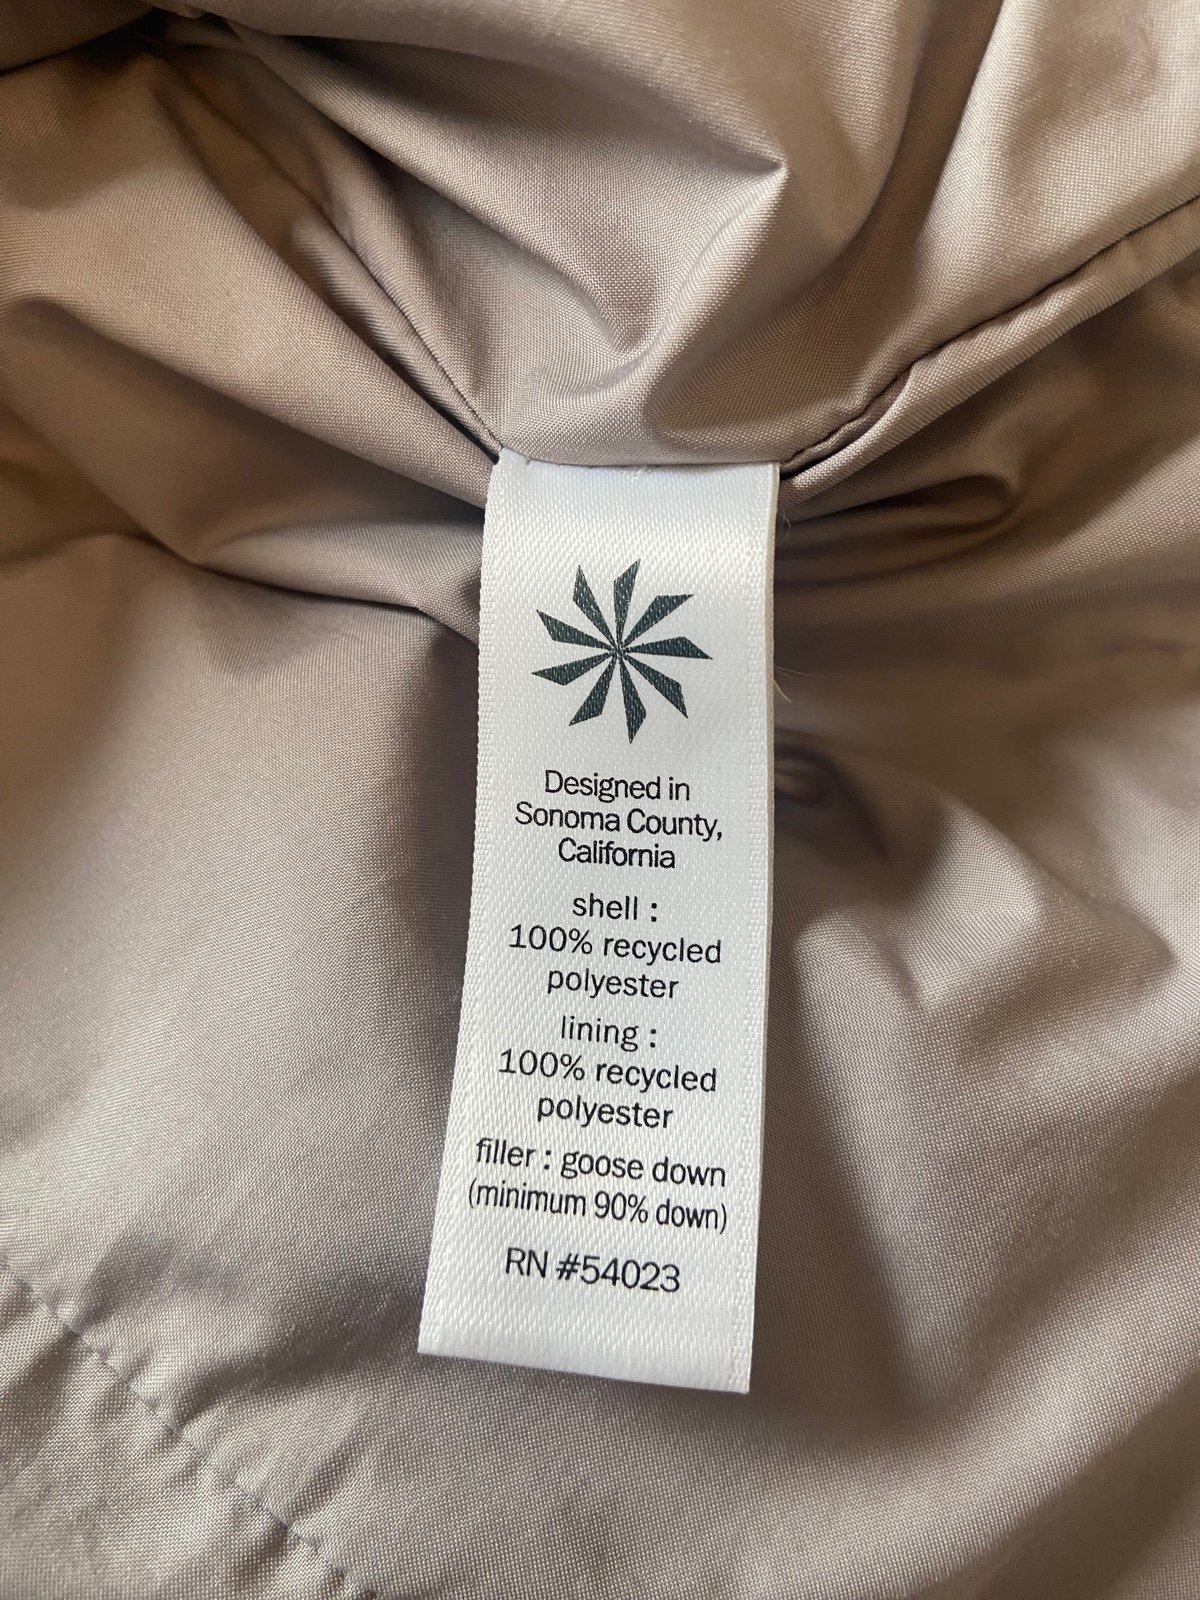 Designed in
Sonoma County,
California
shell :
100% recycled
polyester
lining :
100% recycled
polyester
filler : goose down
(minimum 90% down)
RN #54023